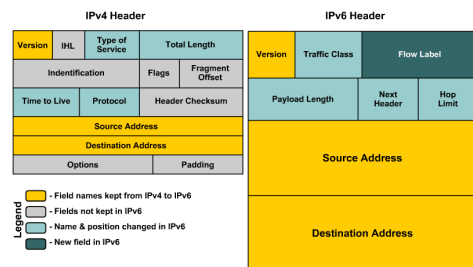 IPv4 Header
Version IHL Type of Service Total Length
Indentification Flags Fragment Offset
Time to Live Protocol Header Checksum
Source Address
Destination Address
Options Padding
Legend
- Field names kept from IPv4 to IPv6
- Fields not kept in IPv6
- Name & position changed in IPv6
- New field in IPv6
IPv6 Header
Version Traffic Class Flow Label
Payload Length Next Header Hop Limit
Source Address
Destination Address